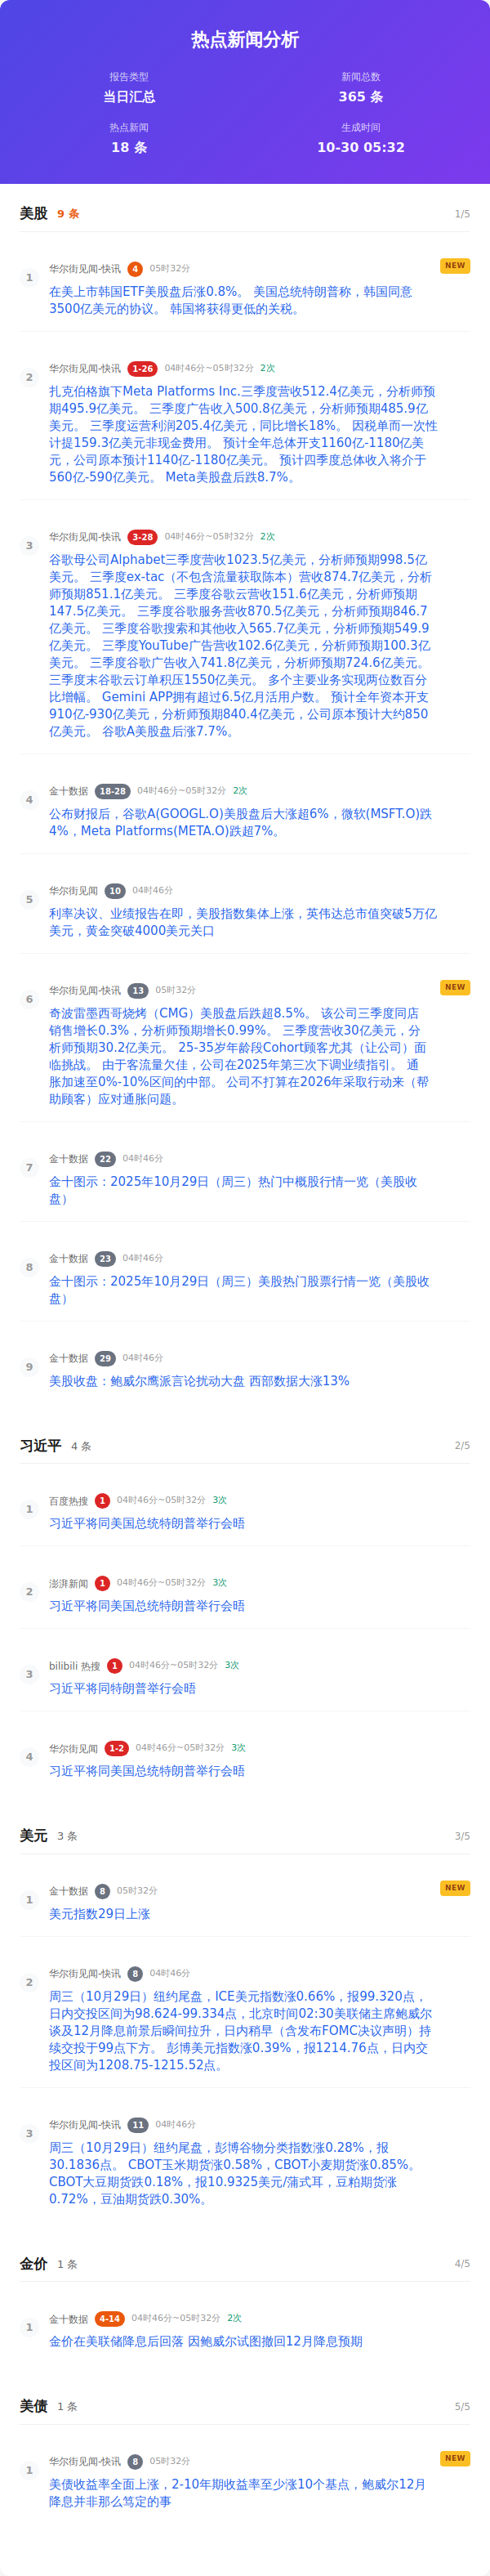 热点新闻分析
报告类型
当日汇总
新闻总数
365 条
热点新闻
18 条
生成时间
10-30 05:32
美股 9 条 1/5
1
华尔街见闻-快讯 4 05时32分 NEW
在美上市韩国ETF美股盘后涨0.8%。 美国总统特朗普称，韩国同意
3500亿美元的协议。 韩国将获得更低的关税。
2
华尔街见闻-快讯 1-26 04时46分~05时32分 2次
扎克伯格旗下Meta Platforms Inc.三季度营收512.4亿美元，分析师预
期495.9亿美元。 三季度广告收入500.8亿美元，分析师预期485.9亿
美元。 三季度运营利润205.4亿美元，同比增长18%。 因税单而一次性
计提159.3亿美元非现金费用。 预计全年总体开支1160亿-1180亿美
元，公司原本预计1140亿-1180亿美元。 预计四季度总体收入将介于
560亿-590亿美元。 Meta美股盘后跌8.7%。
3
华尔街见闻-快讯 3-28 04时46分~05时32分 2次
谷歌母公司Alphabet三季度营收1023.5亿美元，分析师预期998.5亿
美元。 三季度ex-tac（不包含流量获取陈本）营收874.7亿美元，分析
师预期851.1亿美元。 三季度谷歌云营收151.6亿美元，分析师预期
147.5亿美元。 三季度谷歌服务营收870.5亿美元，分析师预期846.7
亿美元。 三季度谷歌搜索和其他收入565.7亿美元，分析师预期549.9
亿美元。 三季度YouTube广告营收102.6亿美元，分析师预期100.3亿
美元。 三季度谷歌广告收入741.8亿美元，分析师预期724.6亿美元。
三季度末谷歌云订单积压1550亿美元。 多个主要业务实现两位数百分
比增幅。 Gemini APP拥有超过6.5亿月活用户数。 预计全年资本开支
910亿-930亿美元，分析师预期840.4亿美元，公司原本预计大约850
亿美元。 谷歌A美股盘后涨7.7%。
4
金十数据 18-28 04时46分~05时32分 2次
公布财报后，谷歌A(GOOGL.O)美股盘后大涨超6%，微软(MSFT.O)跌
4%，Meta Platforms(META.O)跌超7%。
5
华尔街见闻 10 04时46分
利率决议、业绩报告在即，美股指数集体上涨，英伟达总市值突破5万亿
美元，黄金突破4000美元关口
6
华尔街见闻-快讯 13 05时32分 NEW
奇波雷墨西哥烧烤（CMG）美股盘后跌超8.5%。 该公司三季度同店
销售增长0.3%，分析师预期增长0.99%。 三季度营收30亿美元，分
析师预期30.2亿美元。 25-35岁年龄段Cohort顾客尤其（让公司）面
临挑战。 由于客流量欠佳，公司在2025年第三次下调业绩指引。 通
胀加速至0%-10%区间的中部。 公司不打算在2026年采取行动来（帮
助顾客）应对通胀问题。
7
金十数据 22 04时46分
金十图示：2025年10月29日（周三）热门中概股行情一览（美股收
盘）
8
金十数据 23 04时46分
金十图示：2025年10月29日（周三）美股热门股票行情一览（美股收
盘）
9
金十数据 29 04时46分
美股收盘：鲍威尔鹰派言论扰动大盘 西部数据大涨13%
习近平 4 条 2/5
1
百度热搜 1 04时46分~05时32分 3次
习近平将同美国总统特朗普举行会晤
2
澎湃新闻 1 04时46分~05时32分 3次
习近平将同美国总统特朗普举行会晤
3
bilibili 热搜 1 04时46分~05时32分 3次
习近平将同特朗普举行会晤
4
华尔街见闻 1-2 04时46分~05时32分 3次
习近平将同美国总统特朗普举行会晤
美元 3 条 3/5
1
金十数据 8 05时32分 NEW
美元指数29日上涨
2
华尔街见闻-快讯 8 04时46分
周三（10月29日）纽约尾盘，ICE美元指数涨0.66%，报99.320点，
日内交投区间为98.624-99.334点，北京时间02:30美联储主席鲍威尔
谈及12月降息前景后瞬间拉升，日内稍早（含发布FOMC决议声明）持
续交投于99点下方。 彭博美元指数涨0.39%，报1214.76点，日内交
投区间为1208.75-1215.52点。
3
华尔街见闻-快讯 11 04时46分
周三（10月29日）纽约尾盘，彭博谷物分类指数涨0.28%，报
30.1836点。 CBOT玉米期货涨0.58%，CBOT小麦期货涨0.85%。
CBOT大豆期货跌0.18%，报10.9325美元/蒲式耳，豆粕期货涨
0.72%，豆油期货跌0.30%。
金价 1 条 4/5
1
金十数据 4-14 04时46分~05时32分 2次
金价在美联储降息后回落 因鲍威尔试图撤回12月降息预期
美债 1 条 5/5
1
华尔街见闻-快讯 8 05时32分 NEW
美债收益率全面上涨，2-10年期收益率至少涨10个基点，鲍威尔12月
降息并非那么笃定的事